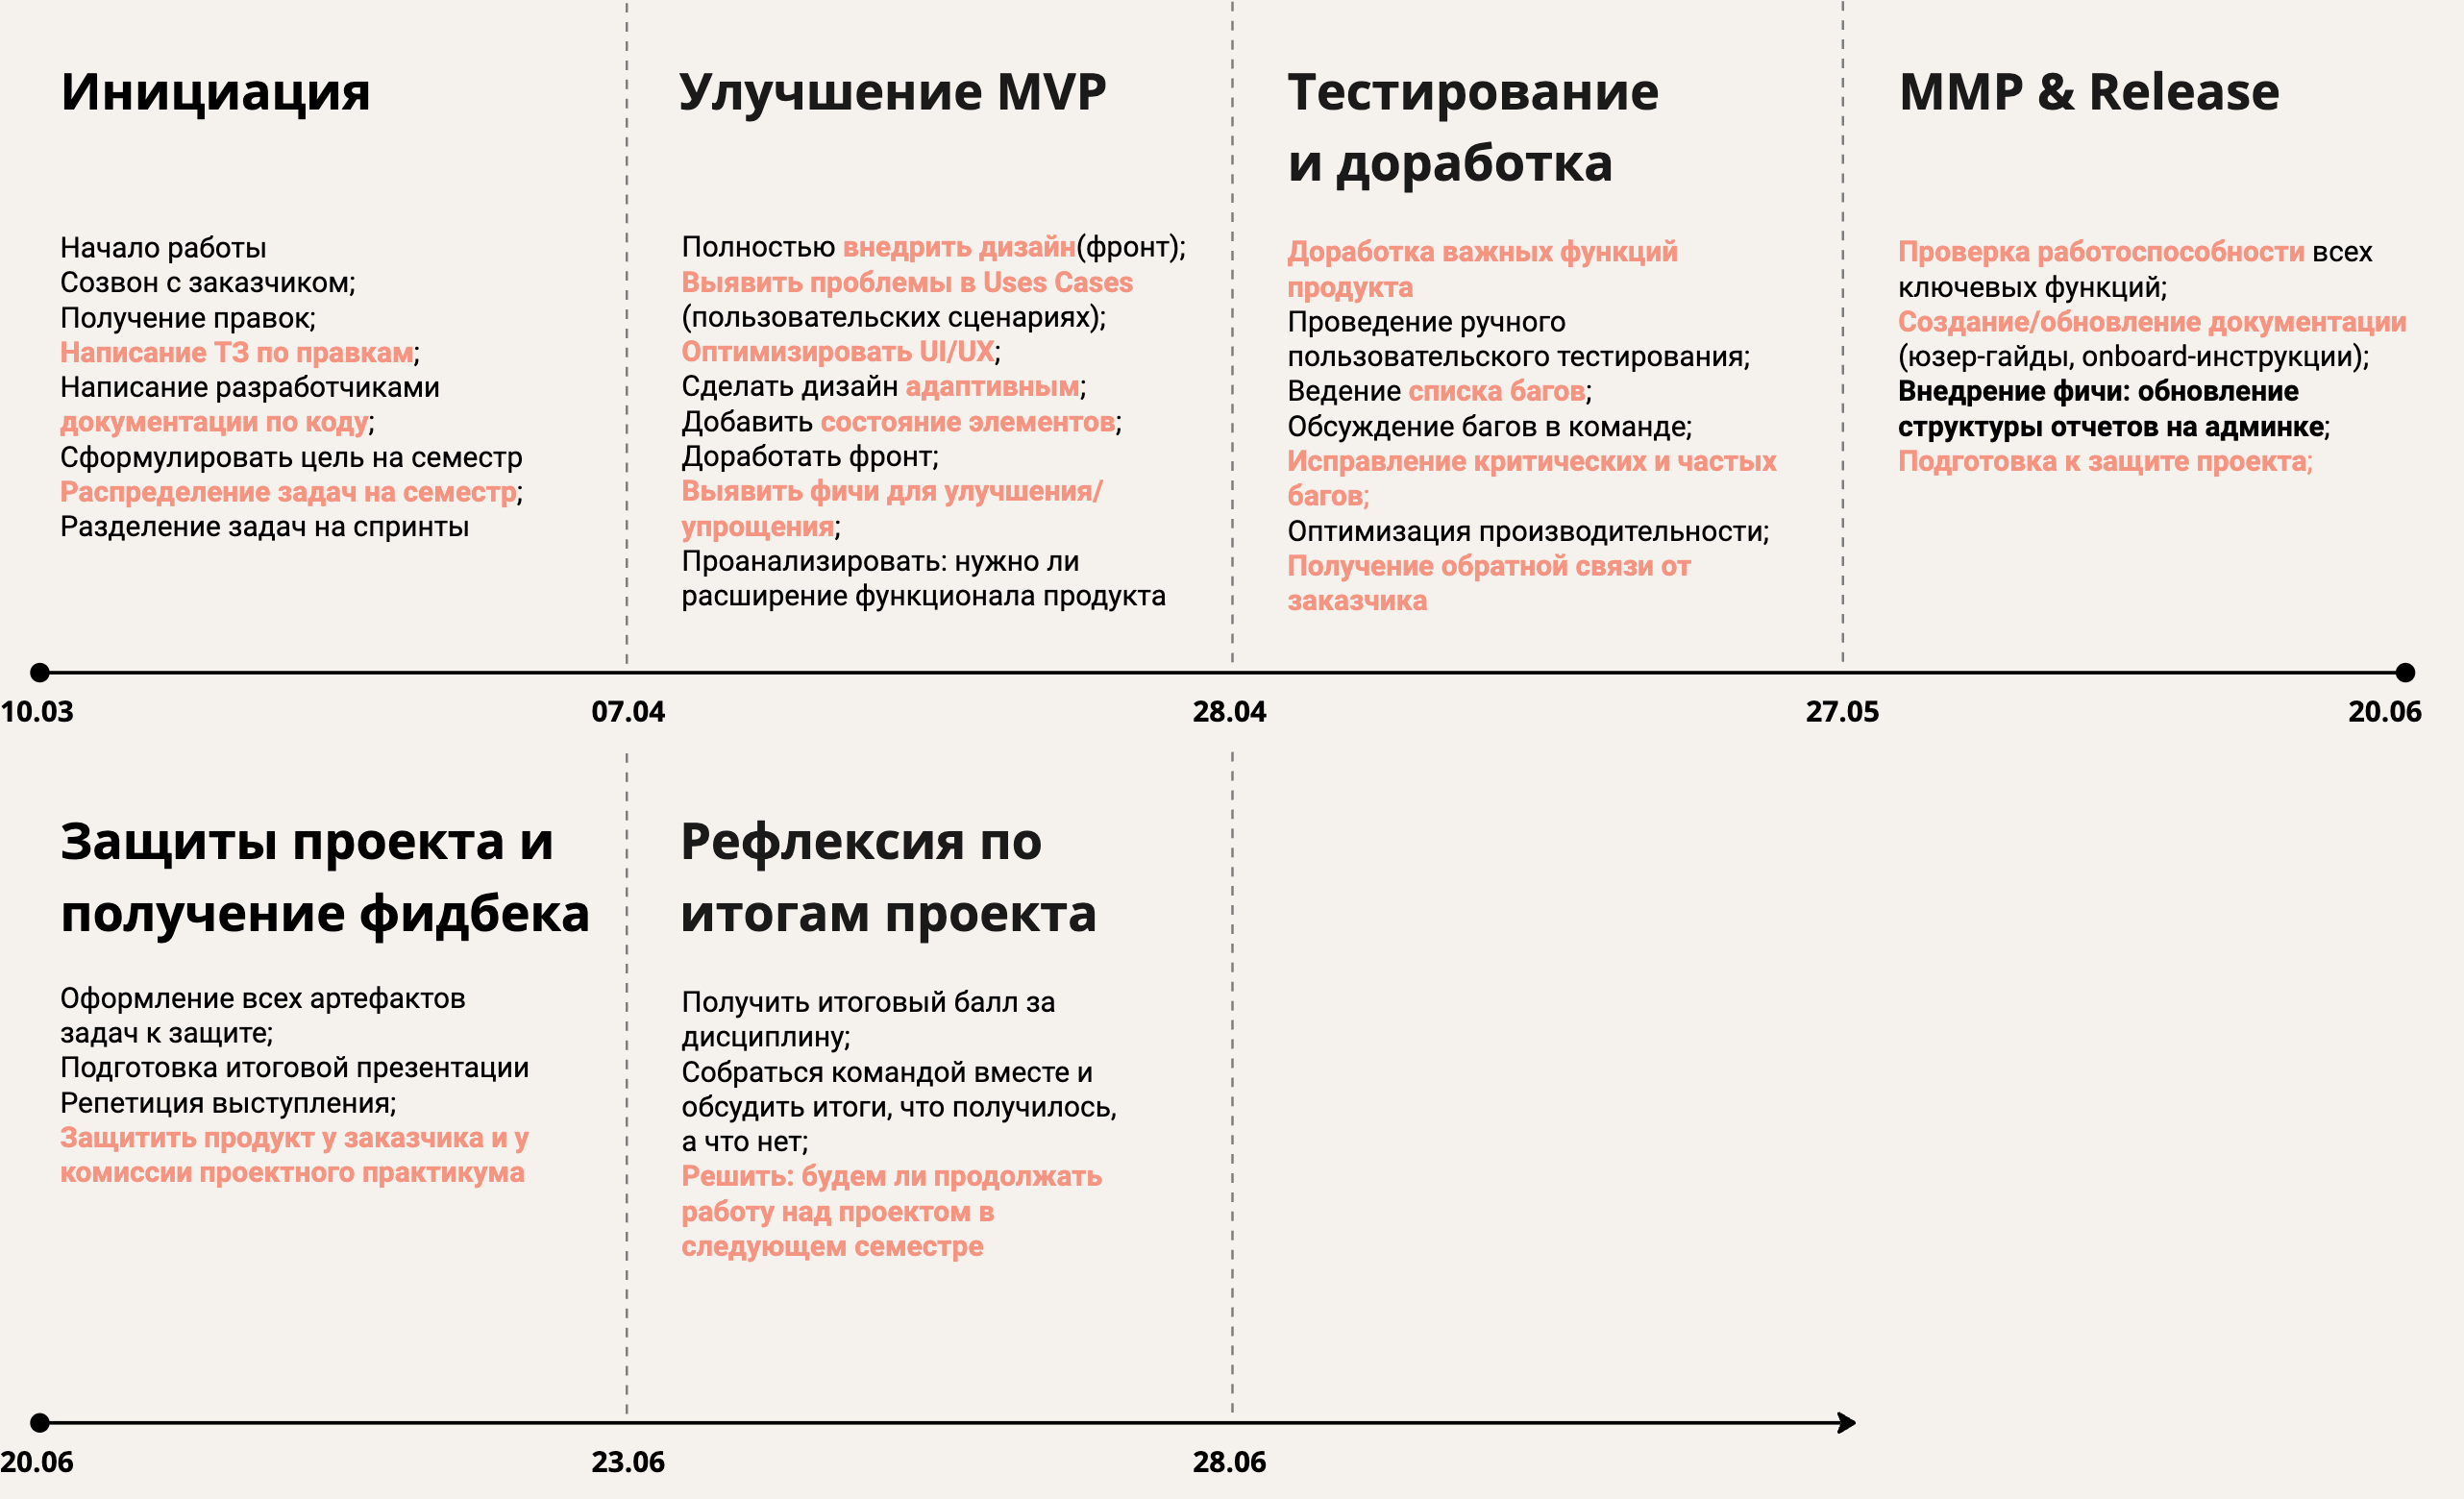 Инициация
Начало работы
Созвон с заказчиком;
Получение правок;
Написание ТЗ по правкам;
Написание разработчиками
документации по коду;
Сформулировать цель на семестр
Распределение задач на семестр;
Разделение задач на спринты
Улучшение MVP
Полностью внедрить дизайн(фронт);
Выявить проблемы в Uses Cases
(пользовательских сценариях);
Оптимизировать UI/UX;
Сделать дизайн адаптивным;
Добавить состояние элементов;
Доработать фронт;
Выявить фичи для улучшения/
упрощения;
Проанализировать: нужно ли
расширение функционала продукта
Тестирование
и доработка
Доработка важных функций
продукта
Проведение ручного
пользовательского тестирования;
Ведение списка багов;
Обсуждение багов в команде;
Исправление критических и частых
багов;
Оптимизация производительности;
Получение обратной связи от
заказчика
MMP & Release
Проверка работоспособности всех
ключевых функций;
Создание/обновление документации
(юзер-гайды, onboard-инструкции);
Внедрение фичи: обновление
структуры отчетов на админке;
Подготовка к защите проекта;
10.03
07.04
28.04
27.05
20.06
Защиты проекта и
получение фидбека
Оформление всех артефактов
задач к защите;
Подготовка итоговой презентации
Репетиция выступления;
Защитить продукт у заказчика и у
комиссии проектного практикума
Рефлексия по
итогам проекта
Получить итоговый балл за
дисциплину;
Собраться командой вместе и
обсудить итоги, что получилось,
а что нет;
Решить: будем ли продолжать
работу над проектом в
следующем семестре
20.06
23.06
28.06